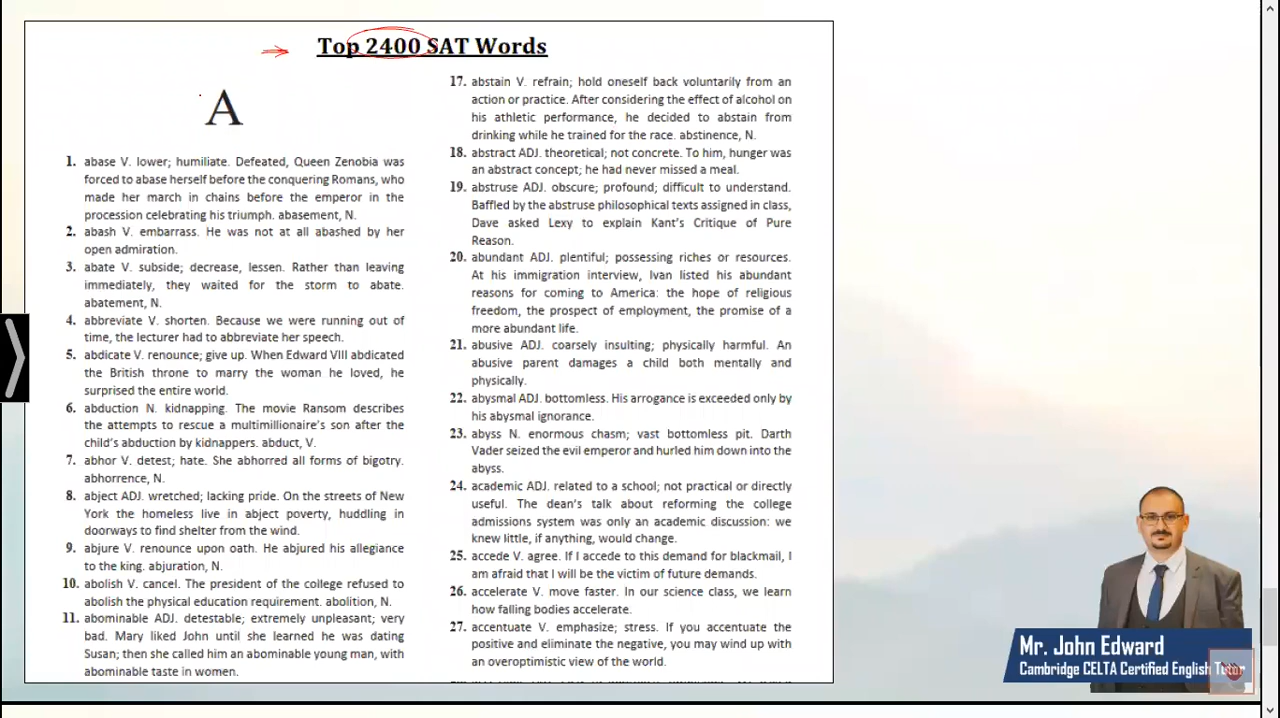 Top 2400 SAT Words
A
1. abase V. lower; humiliate. Defeated, Queen Zenobia was
forced to abase herself before the conquering Romans, who
made her march in chains before the emperor in the
procession celebrating his triumph. abasement, N.
2. abash V. embarrass. He was not at all abashed by her
open admiration.
3. abate V. subside; decrease, lessen. Rather than leaving
immediately, they waited for the storm to abate.
abatement, N.
4. abbreviate V. shorten. Because we were running out of
time, the lecturer had to abbreviate her speech.
5. abdicate V. renounce; give up. When Edward VIII abdicated
the British throne to marry the woman he loved, he
surprised the entire world.
6. abduction N. kidnapping. The movie Ransom describes
the attempts to rescue a multimillionaire's son after the
child's abduction by kidnappers. abduct, V.
7. abhor V. detest; hate. She abhorred all forms of bigotry.
abhorrence, N.
8. abject ADJ. wretched; lacking pride. On the streets of New
York the homeless live in abject poverty, huddling in
doorways to find shelter from the wind.
9. abjure V. renounce upon oath. He abjured his allegiance
to the king. abjuration, N.
10. abolish V. cancel. The president of the college refused to
abolish the physical education requirement. abolition, N.
11. abominable ADJ. detestable; extremely unpleasant; very
bad. Mary liked John until she learned he was dating
Susan; then she called him an abominable young man, with
abominable taste in women.
17. abstain V. refrain; hold oneself back voluntarily from an
action or practice. After considering the effect of alcohol on
his athletic performance, he decided to abstain from
drinking while he trained for the race. abstinence, N.
18. abstract ADJ. theoretical; not concrete. To him, hunger was
an abstract concept; he had never missed a meal.
19. abstruse ADJ. obscure; profound; difficult to understand.
Baffled by the abstruse philosophical texts assigned in class,
Dave asked Lexy to explain Kant's Critique of Pure
Reason.
20. abundant ADJ. plentiful; possessing riches or resources.
At his immigration interview, Ivan listed his abundant
reasons for coming to America: the hope of religious
freedom, the prospect of employment, the promise of a
more abundant life.
21. abusive ADJ. coarsely insulting; physically harmful. An
abusive parent damages a child both mentally and
physically.
22. abysmal ADJ. bottomless. His arrogance is exceeded only by
his abysmal ignorance.
23. abyss N. enormous chasm; vast bottomless pit. Darth
Vader seized the evil emperor and hurled him down into the
abyss.
24. academic ADJ. related to a school; not practical or directly
useful. The dean's talk about reforming the college
admissions system was only an academic discussion: we
knew little, if anything, would change.
25. accede V. agree. If I accede to this demand for blackmail, I
am afraid that I will be the victim of future demands.
26. accelerate V. move faster. In our science class, we learn
how falling bodies accelerate.
27. accentuate V. emphasize; stress. If you accentuate the
positive and eliminate the negative, you may wind up with
an overoptimistic view of the world.
Mr. John Edward
Cambridge CELTA Certified English Tutor